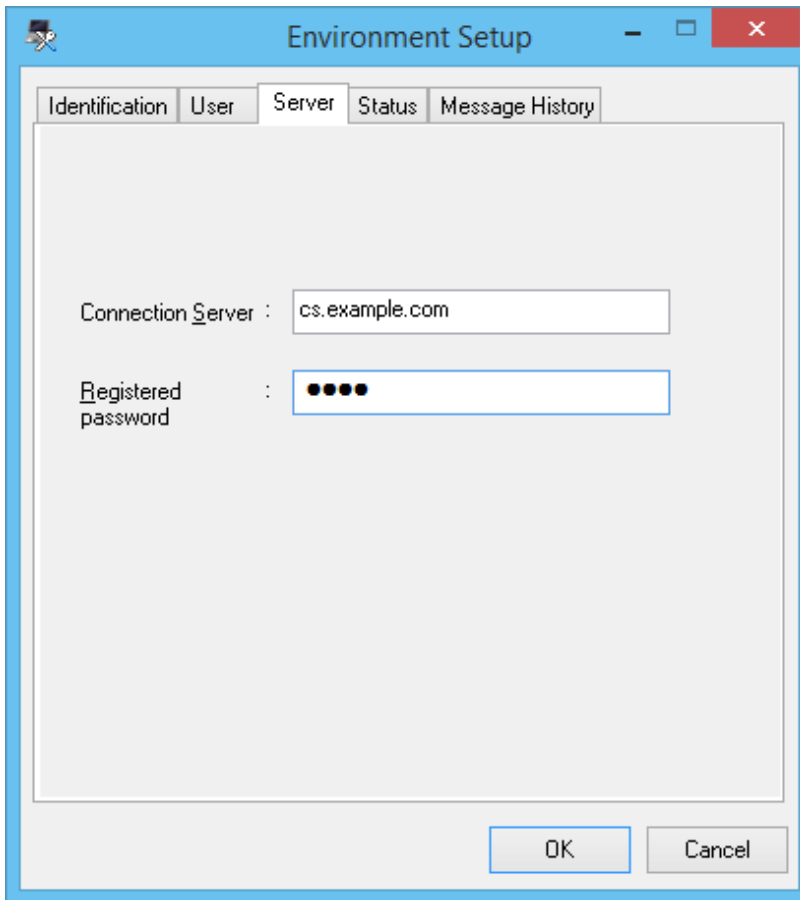 Environment Setup
Identification User Server Status Message History
Connection Server : cs.example.com
Registered : ●●●●
password
OK Cancel